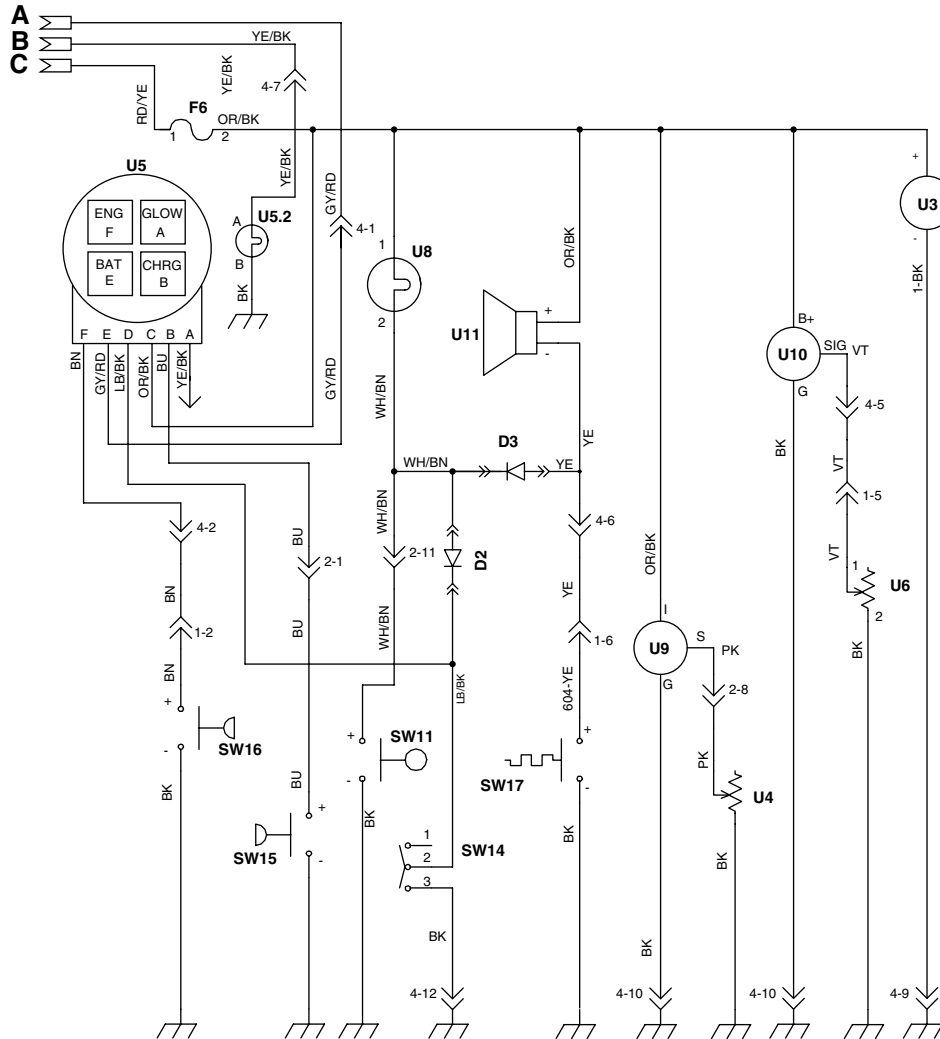 A
B
C
YE/BK
YE/BK
4-7
RD/YE
F6
OR/BK
1
2
U5
YE/BK
GY/RD
4-1
ENG
F
GLOW
A
BAT
E
CHRG
B
A
U5.2
B
BK
F E D C B A
BN
GY/RD
LB/BK
OR/BK
BU
YE/BK
GY/RD
1
U8
2
WH/BN
OR/BK
U11
+
-
+
U3
-
1-BK
B+
U10
SIG
VT
G
4-5
BK
VT
1-5
VT
1
U6
2
BK
D3
WH/BN
YE
YE
4-2
BN
1-2
BN
BU
2-1
BU
WH/BN
2-11
D2
WH/BN
4-6
YE
1-6
604-YE
OR/BK
I
U9
S
PK
G
2-8
PK
U4
BK
LB/BK
+
-
SW16
BK
BU
+
SW15
-
+
SW11
-
BK
1
2
3
SW14
BK
+
SW17
-
BK
BK
4-12
4-10
4-10
4-9